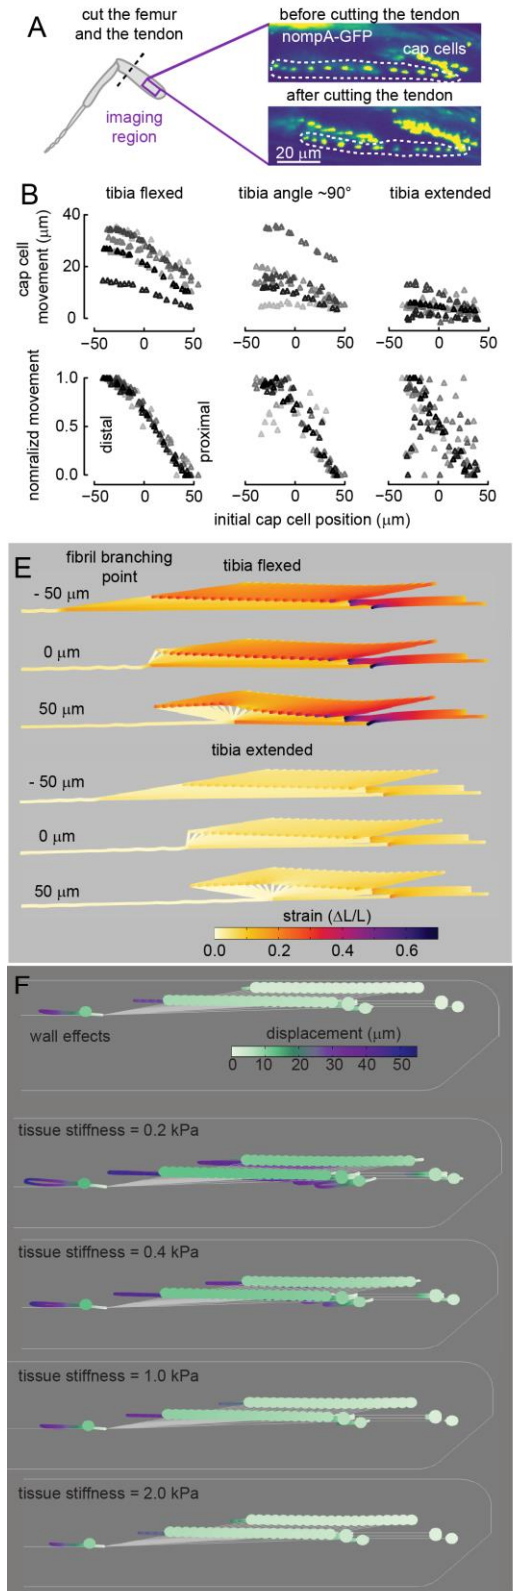 A
cut the femur
and the tendon
imaging
region
before cutting the tendon
nompA-GFP
cap cells
after cutting the tendon
20 μm
B
tibia flexed
tibia angle ~90°
tibia extended
cap cell
movement (μm)
40
20
0
−50 0 50
−50 0 50
−50 0 50
nomralizd movement
1.0
0.5
0.0
distal
proximal
−50 0 50
−50 0 50
−50 0 50
initial cap cell position (μm)
E
fibril branching
point
tibia flexed
- 50 μm
0 μm
50 μm
tibia extended
- 50 μm
0 μm
50 μm
strain (ΔL/L)
0.0 0.2 0.4 0.6
F
wall effects
displacement (μm)
0 10 20 30 40 50
tissue stiffness = 0.2 kPa
tissue stiffness = 0.4 kPa
tissue stiffness = 1.0 kPa
tissue stiffness = 2.0 kPa